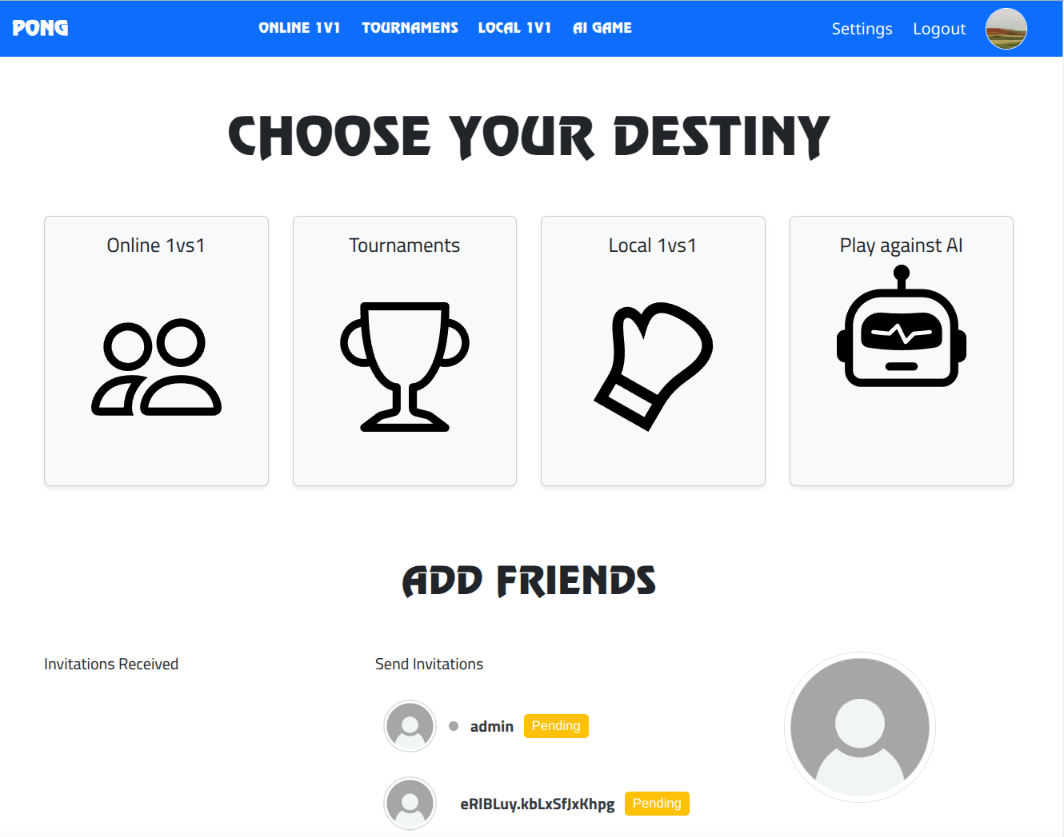 PONG
ONLINE 1V1 TOURNAMENS LOCAL 1V1 AI GAME
Settings Logout
CHOOSE YOUR DESTINY
Online 1vs1
Tournaments
Local 1vs1
Play against AI
ADD FRIENDS
Invitations Received
Send Invitations
admin Pending
eRlBLuy.kbLxSfJxKhpg Pending